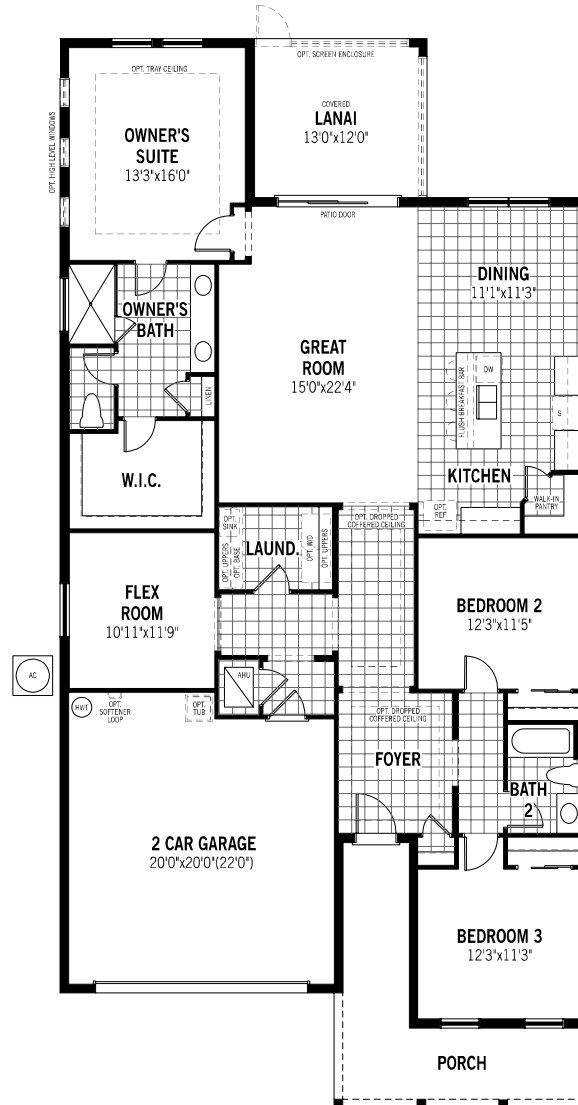 OPT. SCREEN ENCLOSURE
OPT. TRAY CEILING
OPT. HIGH LEVEL WINDOWS
OWNER'S
SUITE
13'3"x16'0"
COVERED
LANAI
13'0"x12'0"
PATIO DOOR
DINING
11'1"x11'3"
OWNER'S
BATH
GREAT
ROOM
15'0"x22'4"
DW
FLUSH BREAKFAST BAR
S
LINEN
W.I.C.
KITCHEN
WALK-IN
PANTRY
OPT.
REF
OPT. DROPPED
COFFERED CEILING
OPT.
SINK
LAUND.
OPT. UPPERS
OPT. BASE
OPT. W/D
OPT. UPPERS
FLEX
ROOM
10'11"x11'9"
BEDROOM 2
12'3"x11'5"
AC
AHU
HWT
OPT.
SOFTENER
LOOP
OPT.
TUB
OPT. DROPPED
COFFERED CEILING
FOYER
BATH
2
2 CAR GARAGE
20'0"x20'0"(22'0")
BEDROOM 3
12'3"x11'3"
PORCH